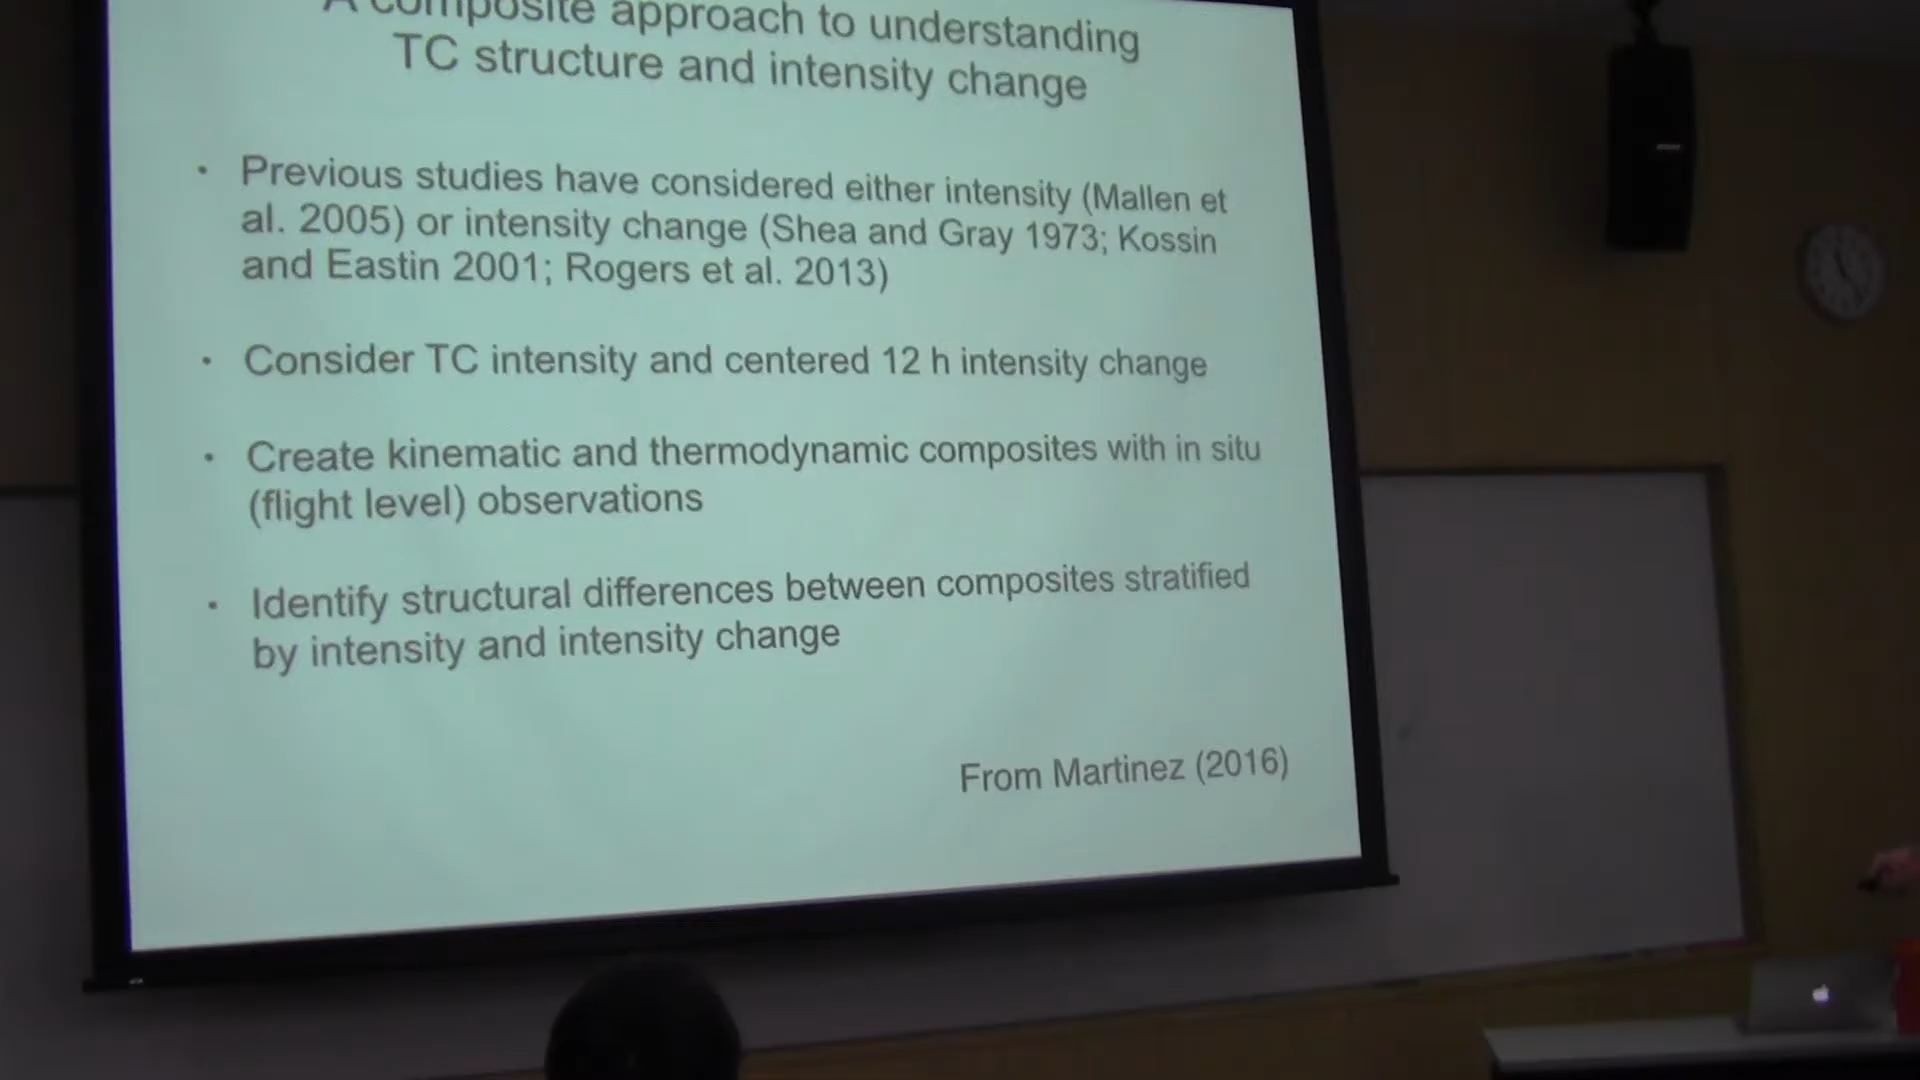 A composite approach to understanding
TC structure and intensity change
• Previous studies have considered either intensity (Mallen et
al. 2005) or intensity change (Shea and Gray 1973; Kossin
and Eastin 2001; Rogers et al. 2013)
• Consider TC intensity and centered 12 h intensity change
• Create kinematic and thermodynamic composites with in situ
(flight level) observations
• Identify structural differences between composites stratified
by intensity and intensity change
From Martinez (2016)